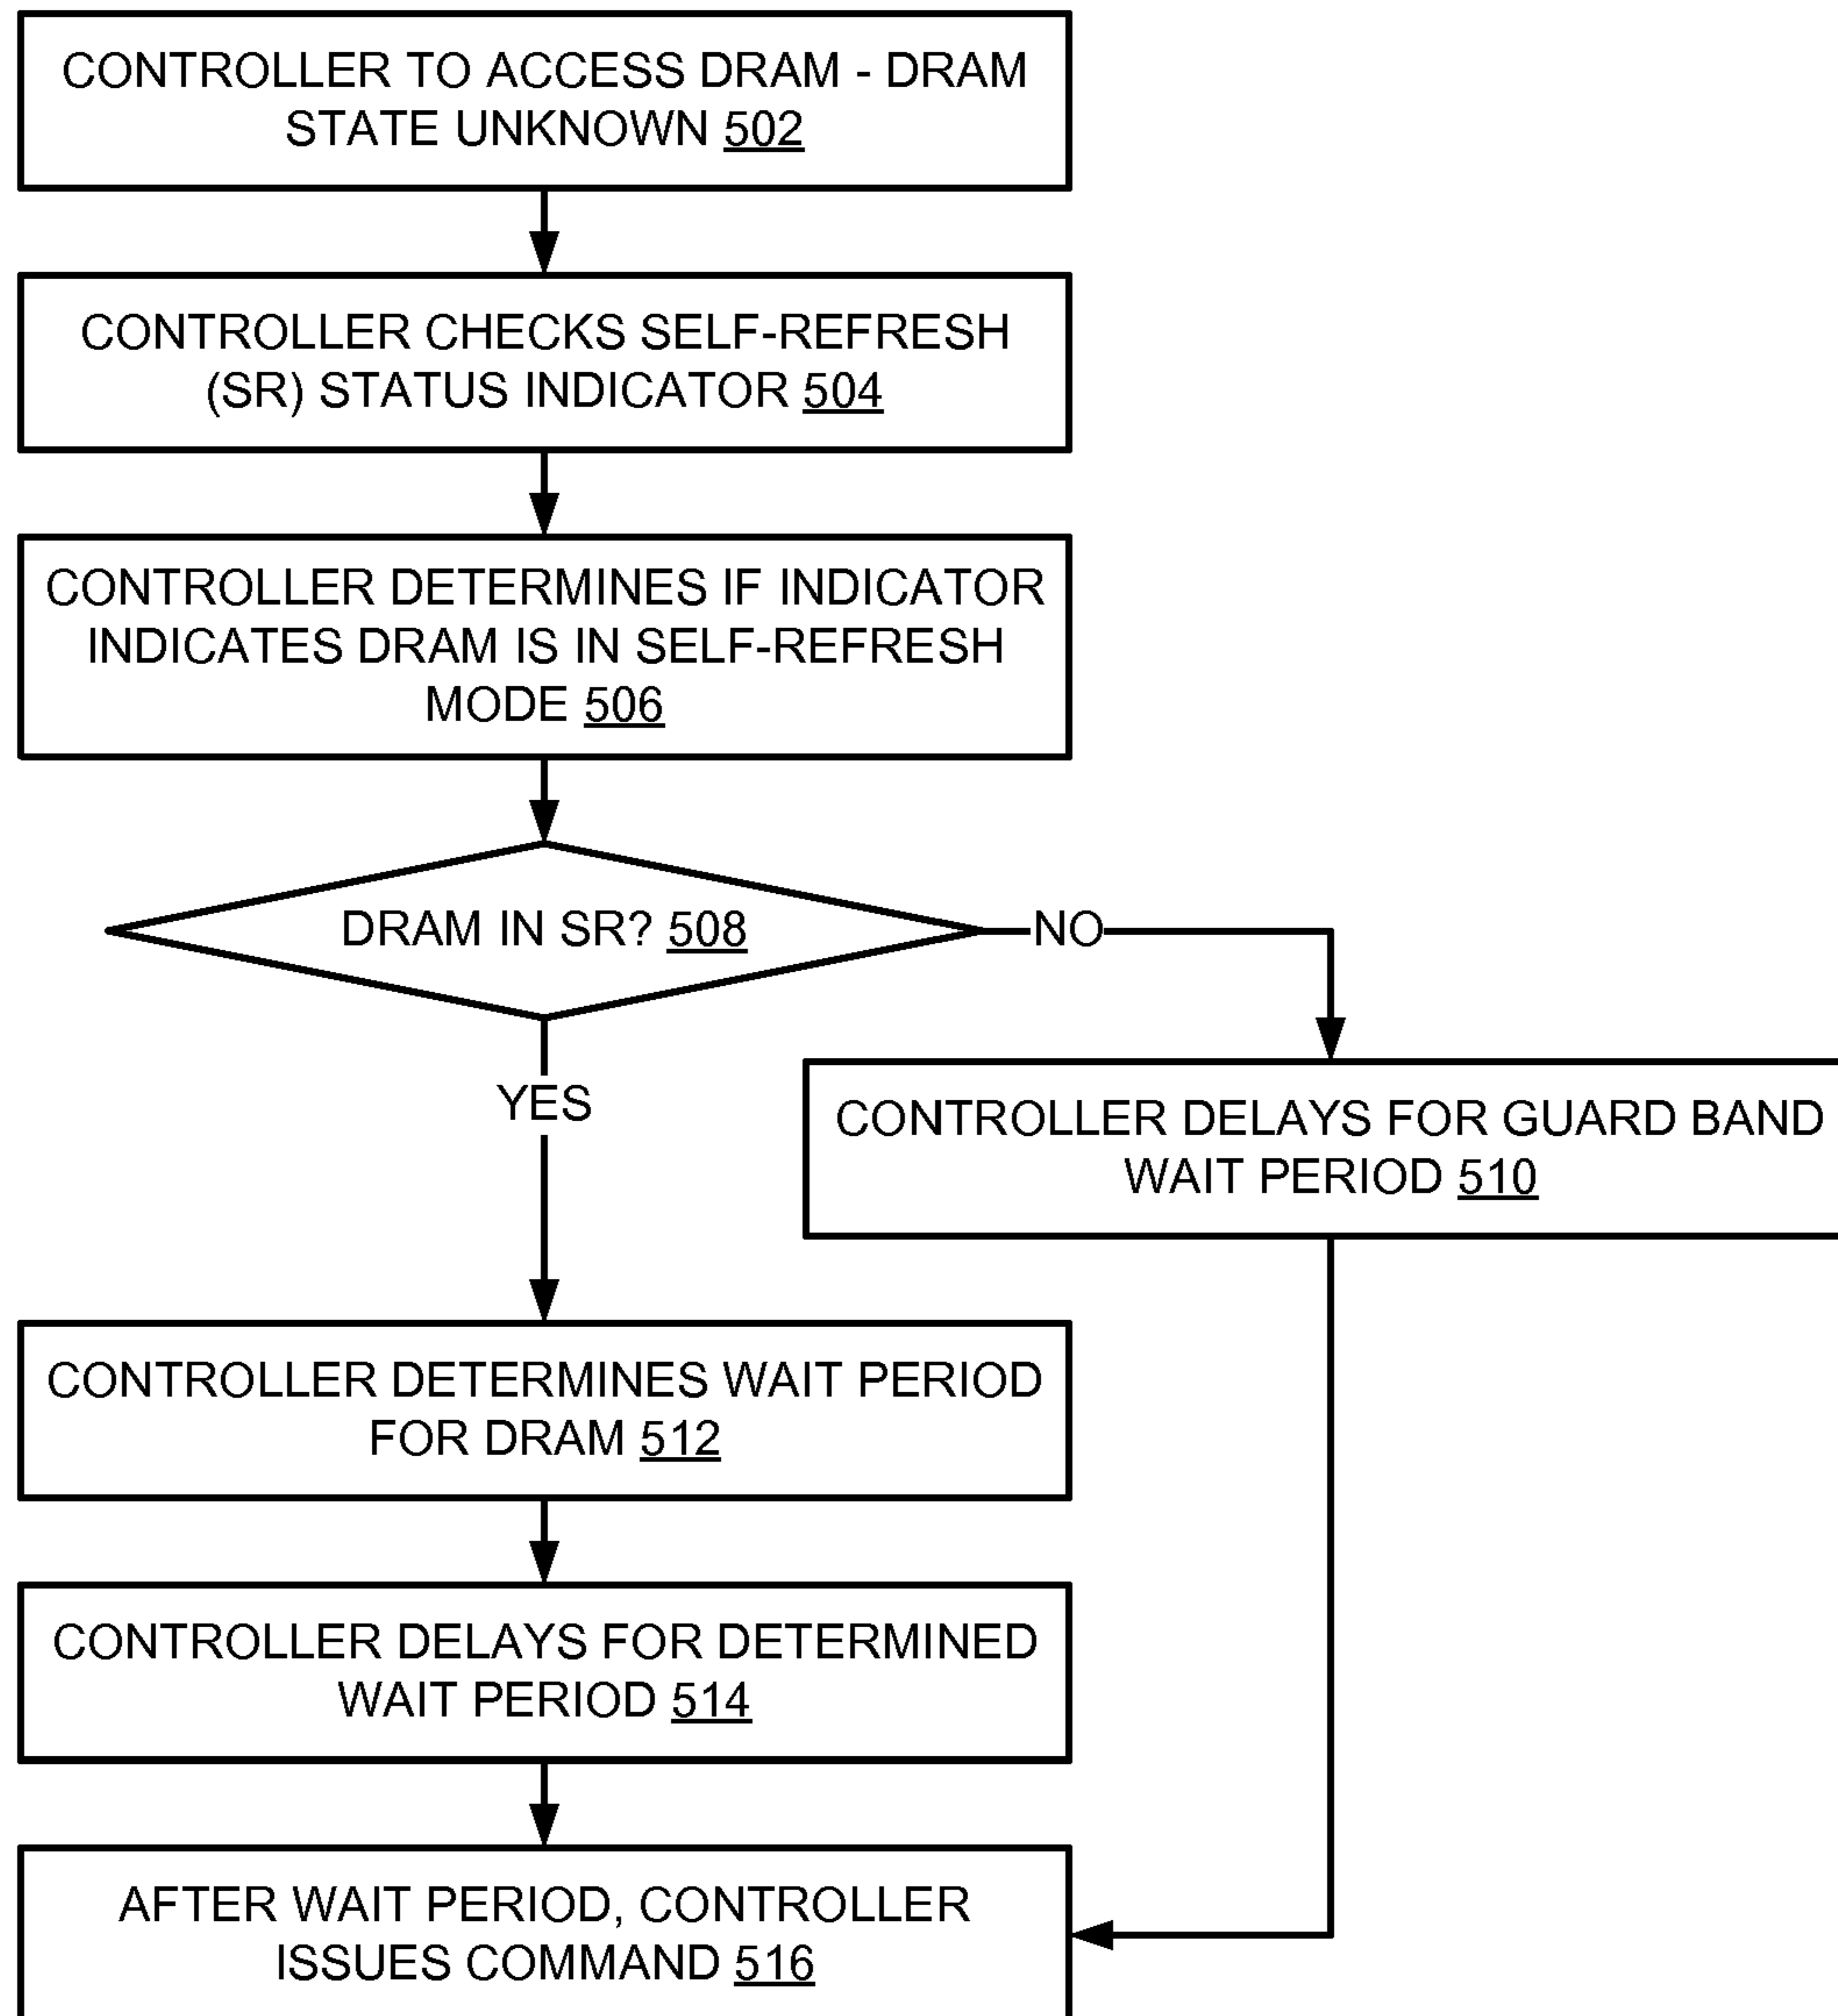 CONTROLLER TO ACCESS DRAM - DRAM
STATE UNKNOWN 502
CONTROLLER CHECKS SELF-REFRESH
(SR) STATUS INDICATOR 504
CONTROLLER DETERMINES IF INDICATOR
INDICATES DRAM IS IN SELF-REFRESH
MODE 506
DRAM IN SR? 508
NO
YES
CONTROLLER DELAYS FOR GUARD BAND
WAIT PERIOD 510
CONTROLLER DETERMINES WAIT PERIOD
FOR DRAM 512
CONTROLLER DELAYS FOR DETERMINED
WAIT PERIOD 514
AFTER WAIT PERIOD, CONTROLLER
ISSUES COMMAND 516